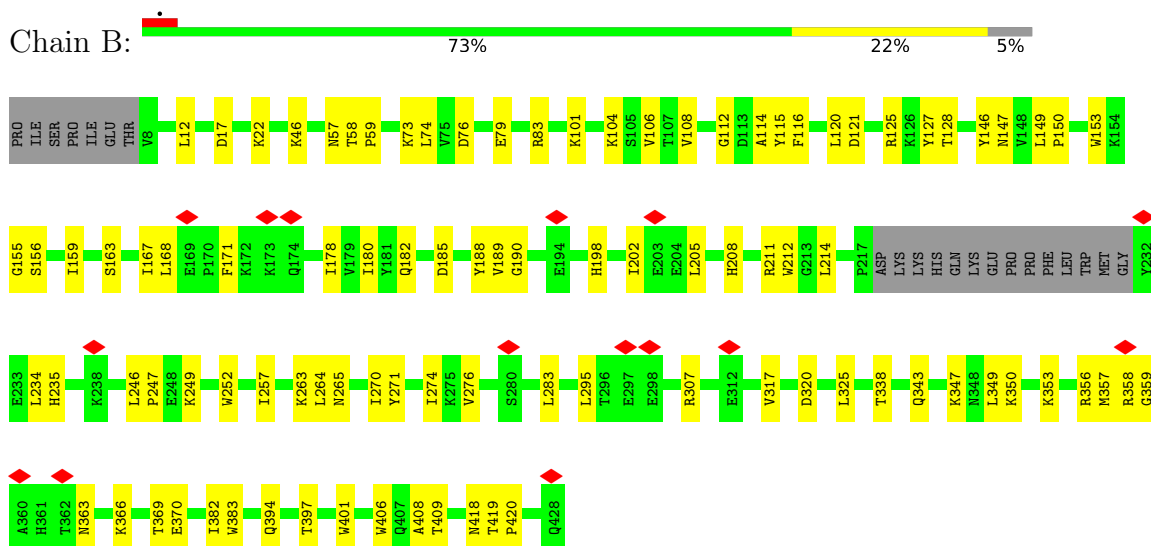 Chain B:
73% 22% 5%
PRO ILE SER PRO ILE GLU THR V8 L12 D17 K22 K46 N57 T58 P59 K73 L74 V75 D76 E79 R83 K101 K104 S105 V106 T107 V108 G112 D113 A114 Y115 F116 L120 D121 R125 K126 Y127 T128 Y146 N147 V148 L149 P150 W153 K154
G155 S156 I159 S163 I167 L168 E169 P170 F171 K172 K173 Q174 I178 V179 I180 Y181 Q182 D185 Y188 V189 G190 E194 H198 I202 E203 E204 L205 H208 R211 W212 G213 L214 P217 ASP LYS LYS HIS GLN LYS GLU PRO PRO PHE LEU TRP MET GLY Y232
E233 L234 H235 K238 L246 P247 E248 K249 W252 I257 K263 L264 N265 I270 Y271 I274 K275 V276 S280 L283 L295 T296 E297 E298 R307 E312 V317 D320 L325 T338 Q343 K347 N348 L349 K350 K353 R356 M357 R358 G359
A360 H361 T362 N363 K366 T369 E370 I382 W383 Q394 T397 W401 W406 Q407 A408 T409 N418 T419 P420 Q428